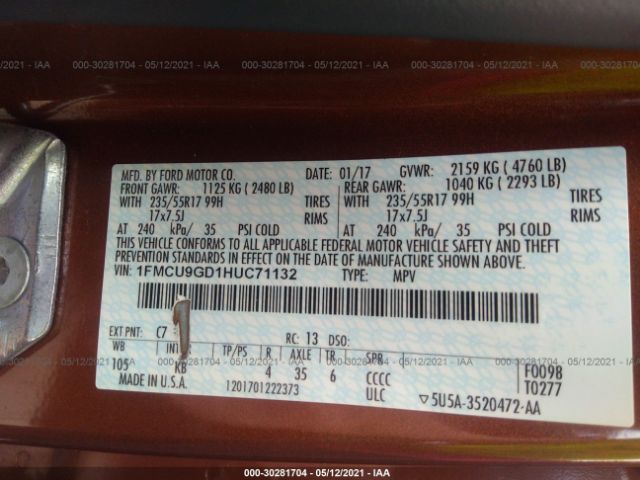 000-30281704 - 05/12/2021 - IAA
000-30281704 - 05/12/2021 - IAA
000-30281704 - 05/12/2021 - IAA
MFD. BY FORD MOTOR CO. DATE: 01/17 GVWR: 2159 KG ( 4760 LB)
FRONT GAWR: 1125 KG ( 2480 LB) REAR GAWR: 1040 KG ( 2293 LB)
WITH 235/55R17 99H TIRES WITH 235/55R17 99H TIRES
17x7.5J RIMS 17x7.5J RIMS
AT 240 kPa/ 35 PSI COLD AT 240 kPa/ 35 PSI COLD
THIS VEHICLE CONFORMS TO ALL APPLICABLE FEDERAL MOTOR VEHICLE SAFETY AND THEFT
PREVENTION STANDARDS IN EFFECT ON THE DATE OF MANUFACTURE SHOWN ABOVE.
VIN: 1FMCU9GD1HUC71132 TYPE: MPV
EXT PNT: C7 RC: 13 DSO:
WB INT TP/PS R AXLE TR SPR F0098
105 KB 4 35 6 CCCC T0277
MADE IN U.S.A. 1201701222373 ULC ▽5U5A-3520472-AA
000-30281704 - 05/12/2021 - IAA
000-30281704 - 05/12/2021 - IAA
000-30281704 - 05/12/2021 - IAA